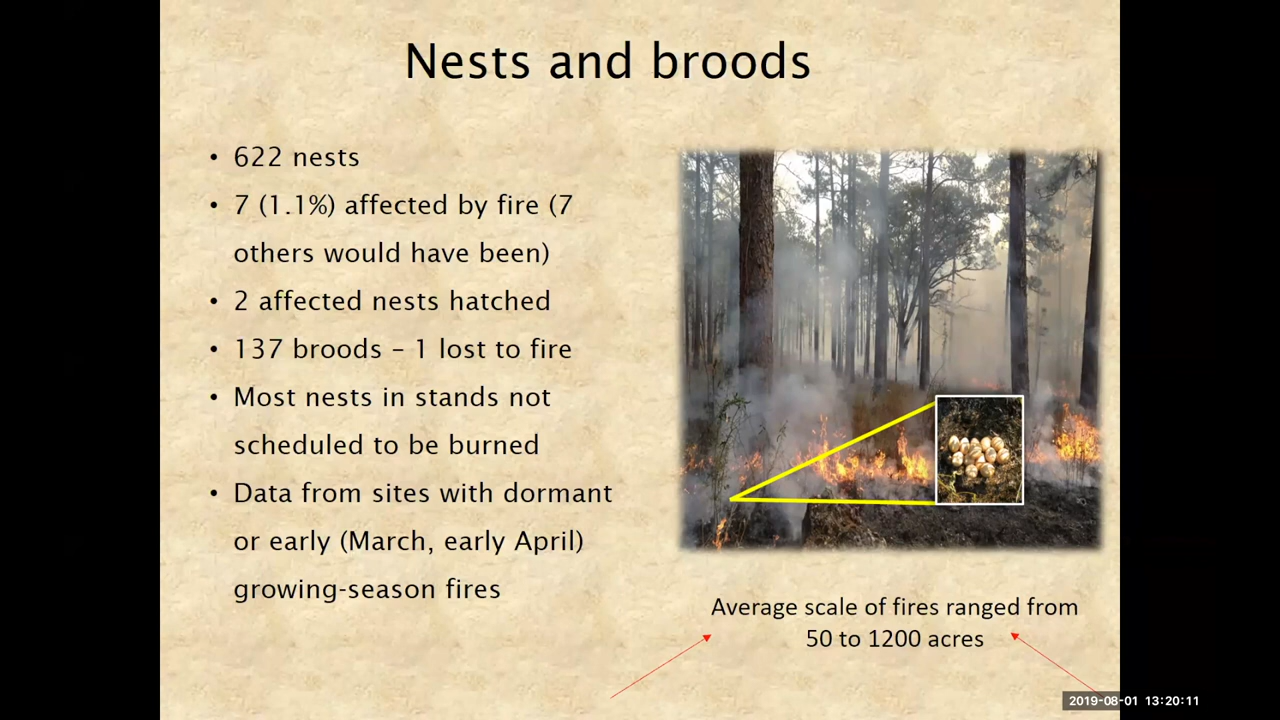 Nests and broods
• 622 nests
• 7 (1.1%) affected by fire (7
others would have been)
• 2 affected nests hatched
• 137 broods – 1 lost to fire
• Most nests in stands not
scheduled to be burned
• Data from sites with dormant
or early (March, early April)
growing-season fires
Average scale of fires ranged from
50 to 1200 acres
2019-08-01 13:20:11